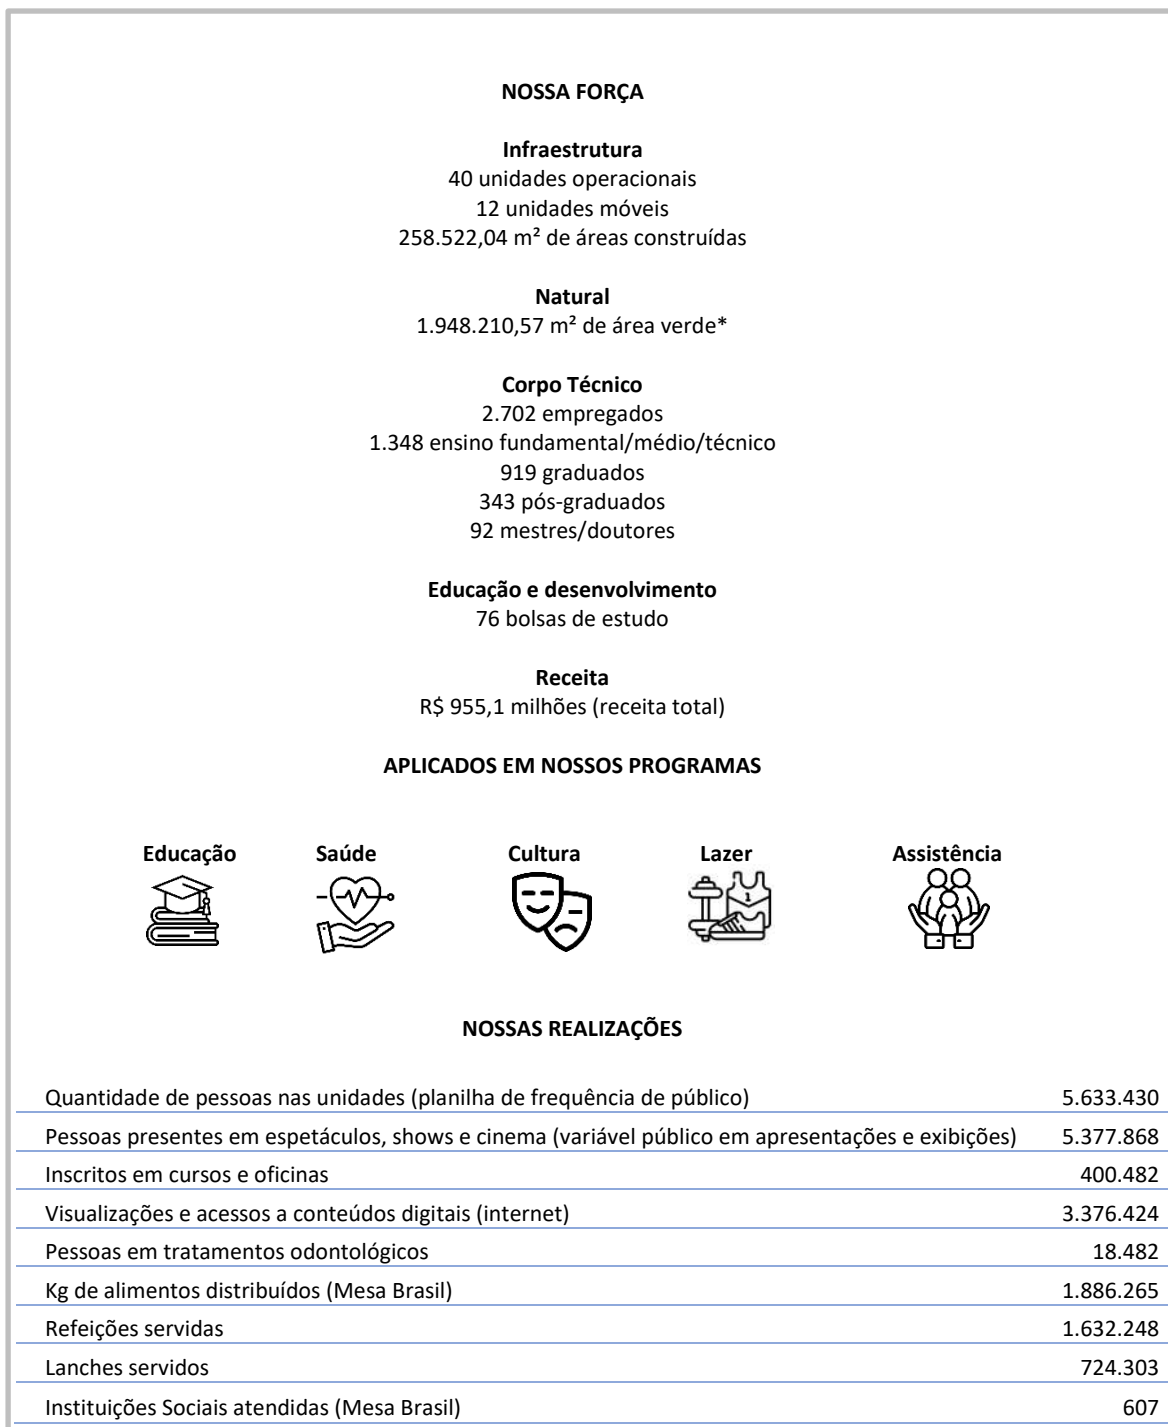 NOSSA FORÇA
Infraestrutura
40 unidades operacionais
12 unidades móveis
258.522,04 m² de áreas construídas
Natural
1.948.210,57 m² de área verde*
Corpo Técnico
2.702 empregados
1.348 ensino fundamental/médio/técnico
919 graduados
343 pós-graduados
92 mestres/doutores
Educação e desenvolvimento
76 bolsas de estudo
Receita
R$ 955,1 milhões (receita total)
APLICADOS EM NOSSOS PROGRAMAS
Educação Saúde Cultura Lazer Assistência
1
NOSSAS REALIZAÇÕES
Quantidade de pessoas nas unidades (planilha de frequência de público) 5.633.430
Pessoas presentes em espetáculos, shows e cinema (variável público em apresentações e exibições) 5.377.868
Inscritos em cursos e oficinas 400.482
Visualizações e acessos a conteúdos digitais (internet) 3.376.424
Pessoas em tratamentos odontológicos 18.482
Kg de alimentos distribuídos (Mesa Brasil) 1.886.265
Refeições servidas 1.632.248
Lanches servidos 724.303
Instituições Sociais atendidas (Mesa Brasil) 607